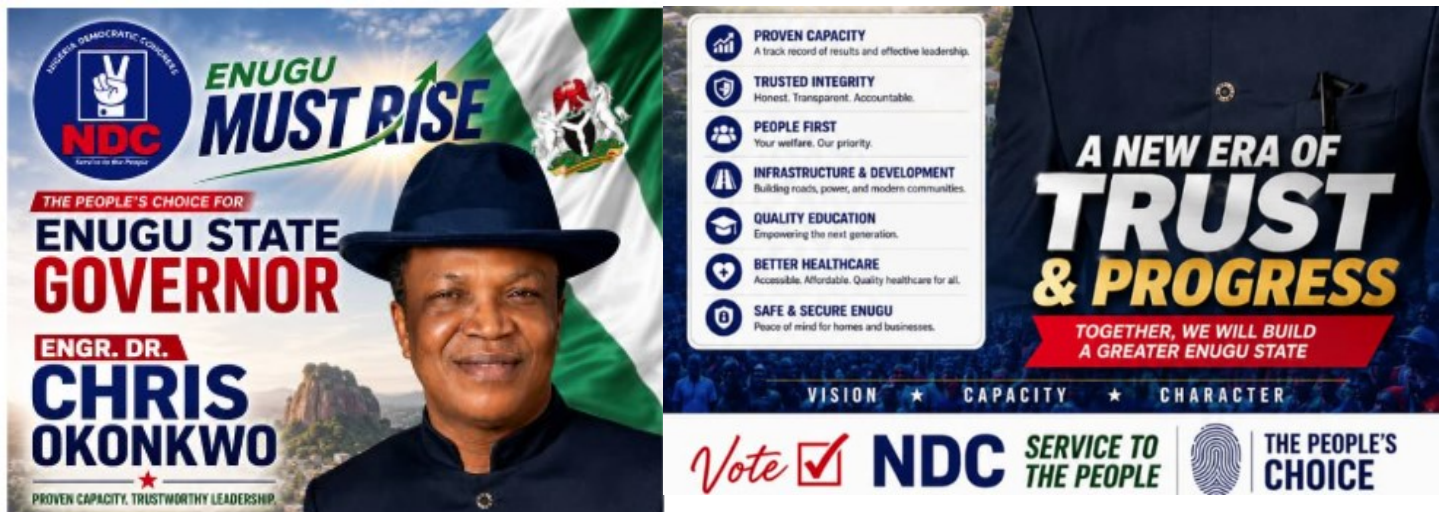 NIGERIA DEMOCRATIC CONGRESS
NDC
Service to the People
ENUGU
MUST RISE
THE PEOPLE'S CHOICE FOR
ENUGU STATE
GOVERNOR
ENGR. DR.
CHRIS
OKONKWO
PROVEN CAPACITY. TRUSTWORTHY LEADERSHIP.
PROVEN CAPACITY
A track record of results and effective leadership.
TRUSTED INTEGRITY
Honest. Transparent. Accountable.
PEOPLE FIRST
Your welfare. Our priority.
INFRASTRUCTURE & DEVELOPMENT
Building roads, power, and modern communities.
QUALITY EDUCATION
Empowering the next generation.
BETTER HEALTHCARE
Accessible. Affordable. Quality healthcare for all.
SAFE & SECURE ENUGU
Peace of mind for homes and businesses.
A NEW ERA OF
TRUST
& PROGRESS
TOGETHER, WE WILL BUILD
A GREATER ENUGU STATE
VISION ★ CAPACITY ★ CHARACTER
Vote NDC
SERVICE TO
THE PEOPLE
THE PEOPLE'S
CHOICE